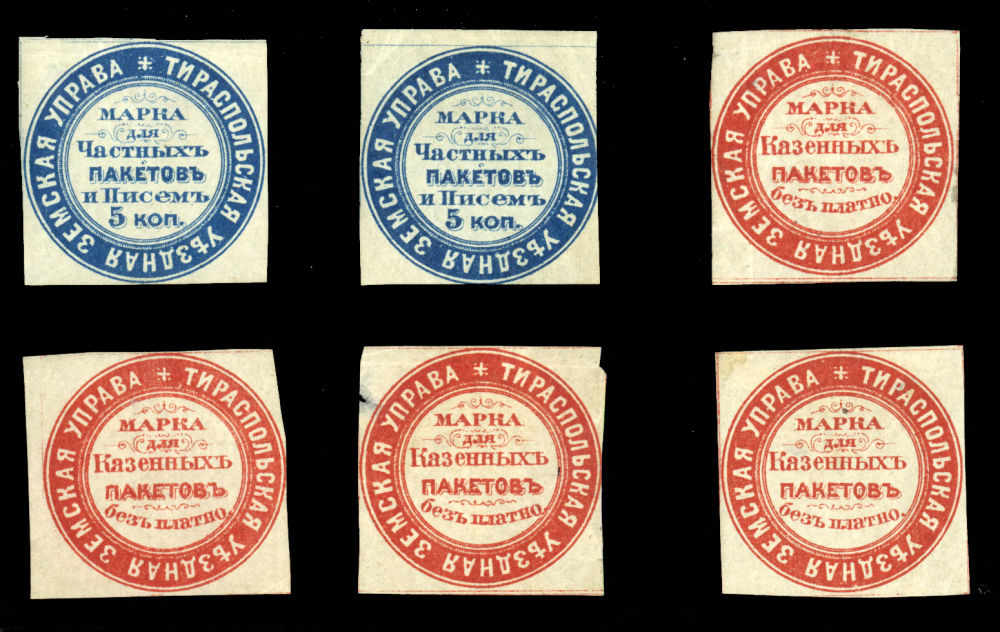 ТИРАСПОЛЬСКАЯ УѢЗДНАЯ ЗЕМСКАЯ УПРАВА
МАРКА
для
Частныхъ
ПАКЕТОВЪ
и Писемъ
5 коп.
ТИРАСПОЛЬСКАЯ УѢЗДНАЯ ЗЕМСКАЯ УПРАВА
МАРКА
для
Частныхъ
ПАКЕТОВЪ
и Писемъ
5 коп.
ТИРАСПОЛЬСКАЯ УѢЗДНАЯ ЗЕМСКАЯ УПРАВА
МАРКА
для
Казенныхъ
ПАКЕТОВЪ
безъ платно.
ТИРАСПОЛЬСКАЯ УѢЗДНАЯ ЗЕМСКАЯ УПРАВА
МАРКА
для
Казенныхъ
ПАКЕТОВЪ
безъ платно.
ТИРАСПОЛЬСКАЯ УѢЗДНАЯ ЗЕМСКАЯ УПРАВА
МАРКА
для
Казенныхъ
ПАКЕТОВЪ
безъ платно.
ТИРАСПОЛЬСКАЯ УѢЗДНАЯ ЗЕМСКАЯ УПРАВА
МАРКА
для
Казенныхъ
ПАКЕТОВЪ
безъ платно.